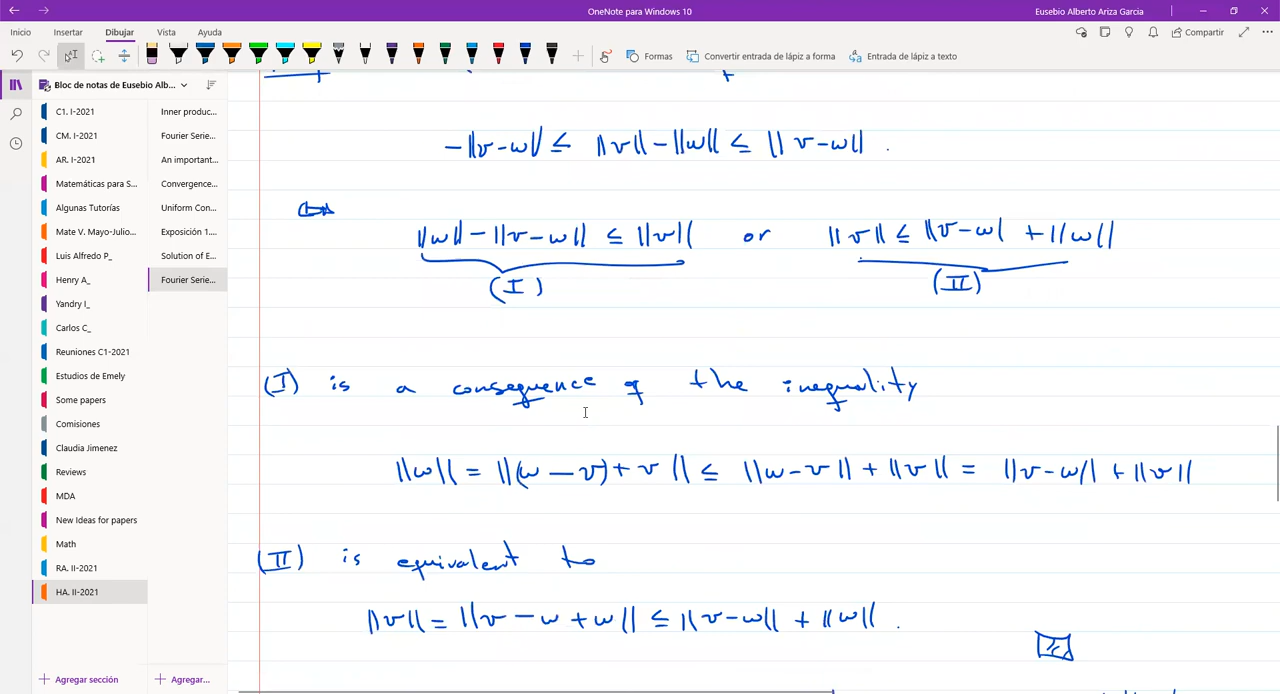 OneNote para Windows 10
Eusebio Alberto Ariza Garcia
Inicio Insertar Dibujar Vista Ayuda
Compartir
Formas Convertir entrada de lápiz a forma Entrada de lápiz a texto
Bloc de notas de Eusebio Alb...
C1. I-2021
CM. I-2021
AR. I-2021
Matemáticas para S...
Algunas Tutorías
Mate V. Mayo-Julio...
Luis Alfredo P_
Henry A_
Yandry I_
Carlos C_
Reuniones C1-2021
Estudios de Emely
Some papers
Comisiones
Claudia Jimenez
Reviews
MDA
New Ideas for papers
Math
RA. II-2021
HA. II-2021
Agregar sección
Inner produc...
Fourier Serie...
An important...
Convergence...
Uniform Con...
Exposición 1....
Solution of E...
Fourier Serie...
Agregar...
-||v-w|| ≤ ||v||-||w|| ≤ ||v-w|| .
||w||-||v-w|| ≤ ||v|| or ||v|| ≤ ||v-w|| + ||w||
(I) (II)
(I) is a consequence of the inequality
||w|| = ||(w-v)+v|| ≤ ||w-v|| + ||v|| = ||v-w|| + ||v||
(II) is equivalent to
||v|| = ||v-w+w|| ≤ ||v-w|| + ||w|| .